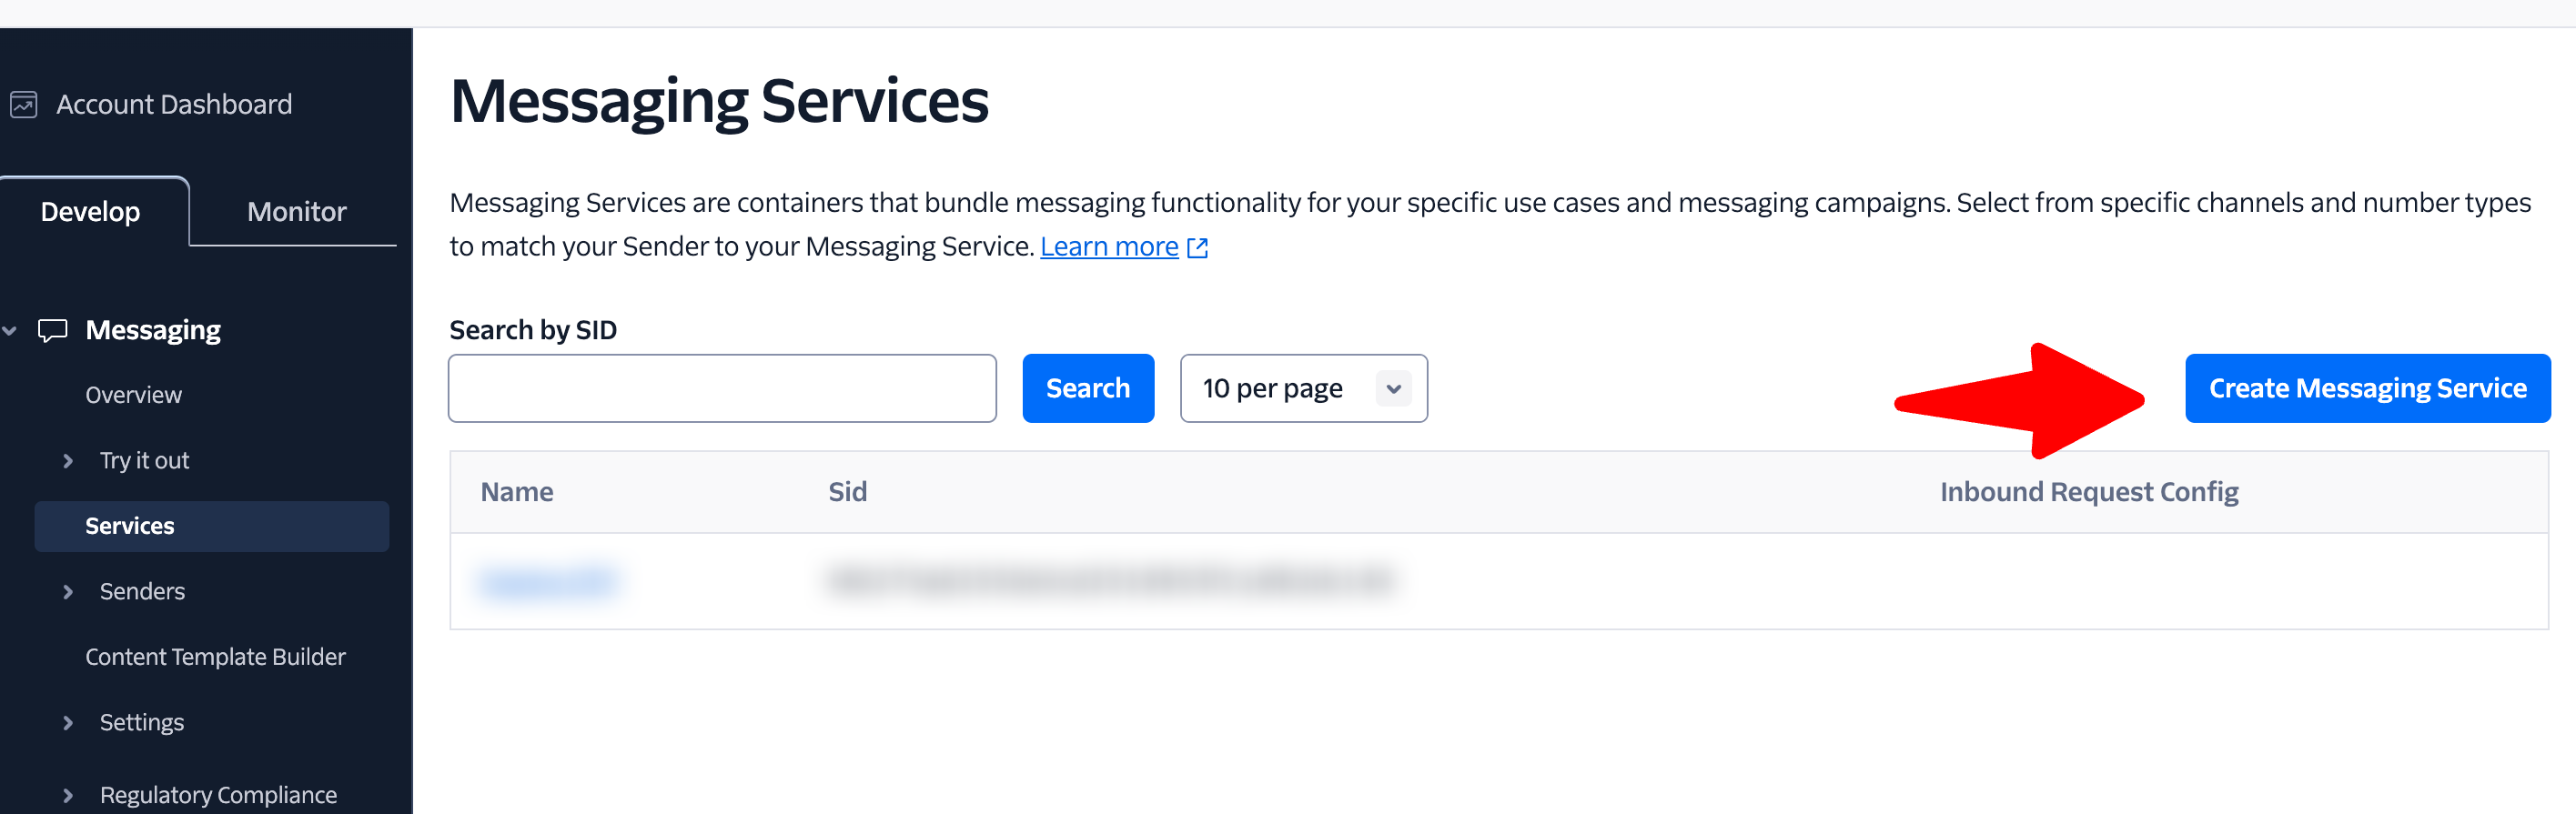 Account Dashboard
Develop
Monitor
Messaging
Overview
Try it out
Services
Senders
Content Template Builder
Settings
Regulatory Compliance
Messaging Services
Messaging Services are containers that bundle messaging functionality for your specific use cases and messaging campaigns. Select from specific channels and number types
to match your Sender to your Messaging Service. Learn more
Search by SID
Search
10 per page
Create Messaging Service
Name
Sid
Inbound Request Config